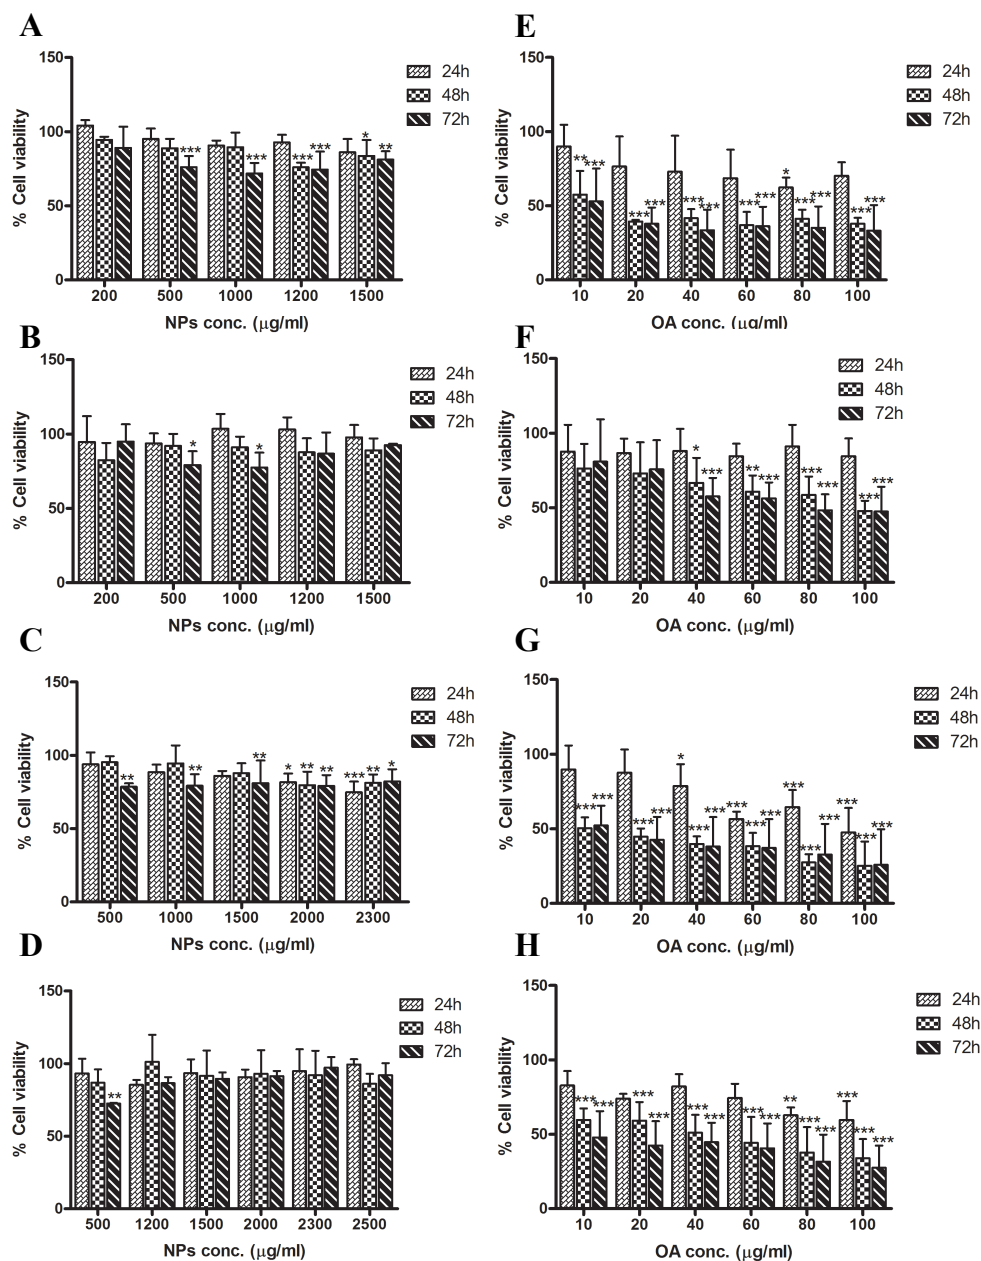 A
150
100
50
0
% Cell viability
24h
48h
72h
*** *** *** *** * **
200 500 1000 1200 1500
NPs conc. (µg/ml)
B
150
100
50
0
% Cell viability
24h
48h
72h
* *
200 500 1000 1200 1500
NPs conc. (µg/ml)
C
150
100
50
0
% Cell viability
24h
48h
72h
** ** ** * ** ** *** ** *
500 1000 1500 2000 2300
NPs conc. (µg/ml)
D
150
100
50
0
% Cell viability
24h
48h
72h
**
500 1200 1500 2000 2300 2500
NPs conc. (µg/ml)
E
150
100
50
0
% Cell viability
24h
48h
72h
** *** *** *** *** *** *** *** * *** *** *** ***
10 20 40 60 80 100
OA conc. (µg/ml)
F
150
100
50
0
% Cell viability
24h
48h
72h
* *** ** *** *** *** *** ***
10 20 40 60 80 100
OA conc. (µg/ml)
G
150
100
50
0
% Cell viability
24h
48h
72h
*** *** *** *** * *** *** *** *** *** *** *** *** *** *** ***
10 20 40 60 80 100
OA conc. (µg/ml)
H
150
100
50
0
% Cell viability
24h
48h
72h
*** *** *** *** *** *** *** *** ** *** *** *** *** ***
10 20 40 60 80 100
OA conc. (µg/ml)